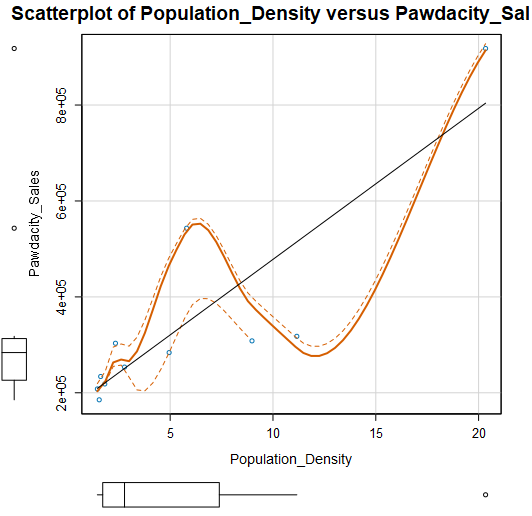 Scatterplot of Population_Density versus Pawdacity_Sal
8e+05
6e+05
4e+05
2e+05
Pawdacity_Sales
5
10
15
20
Population_Density